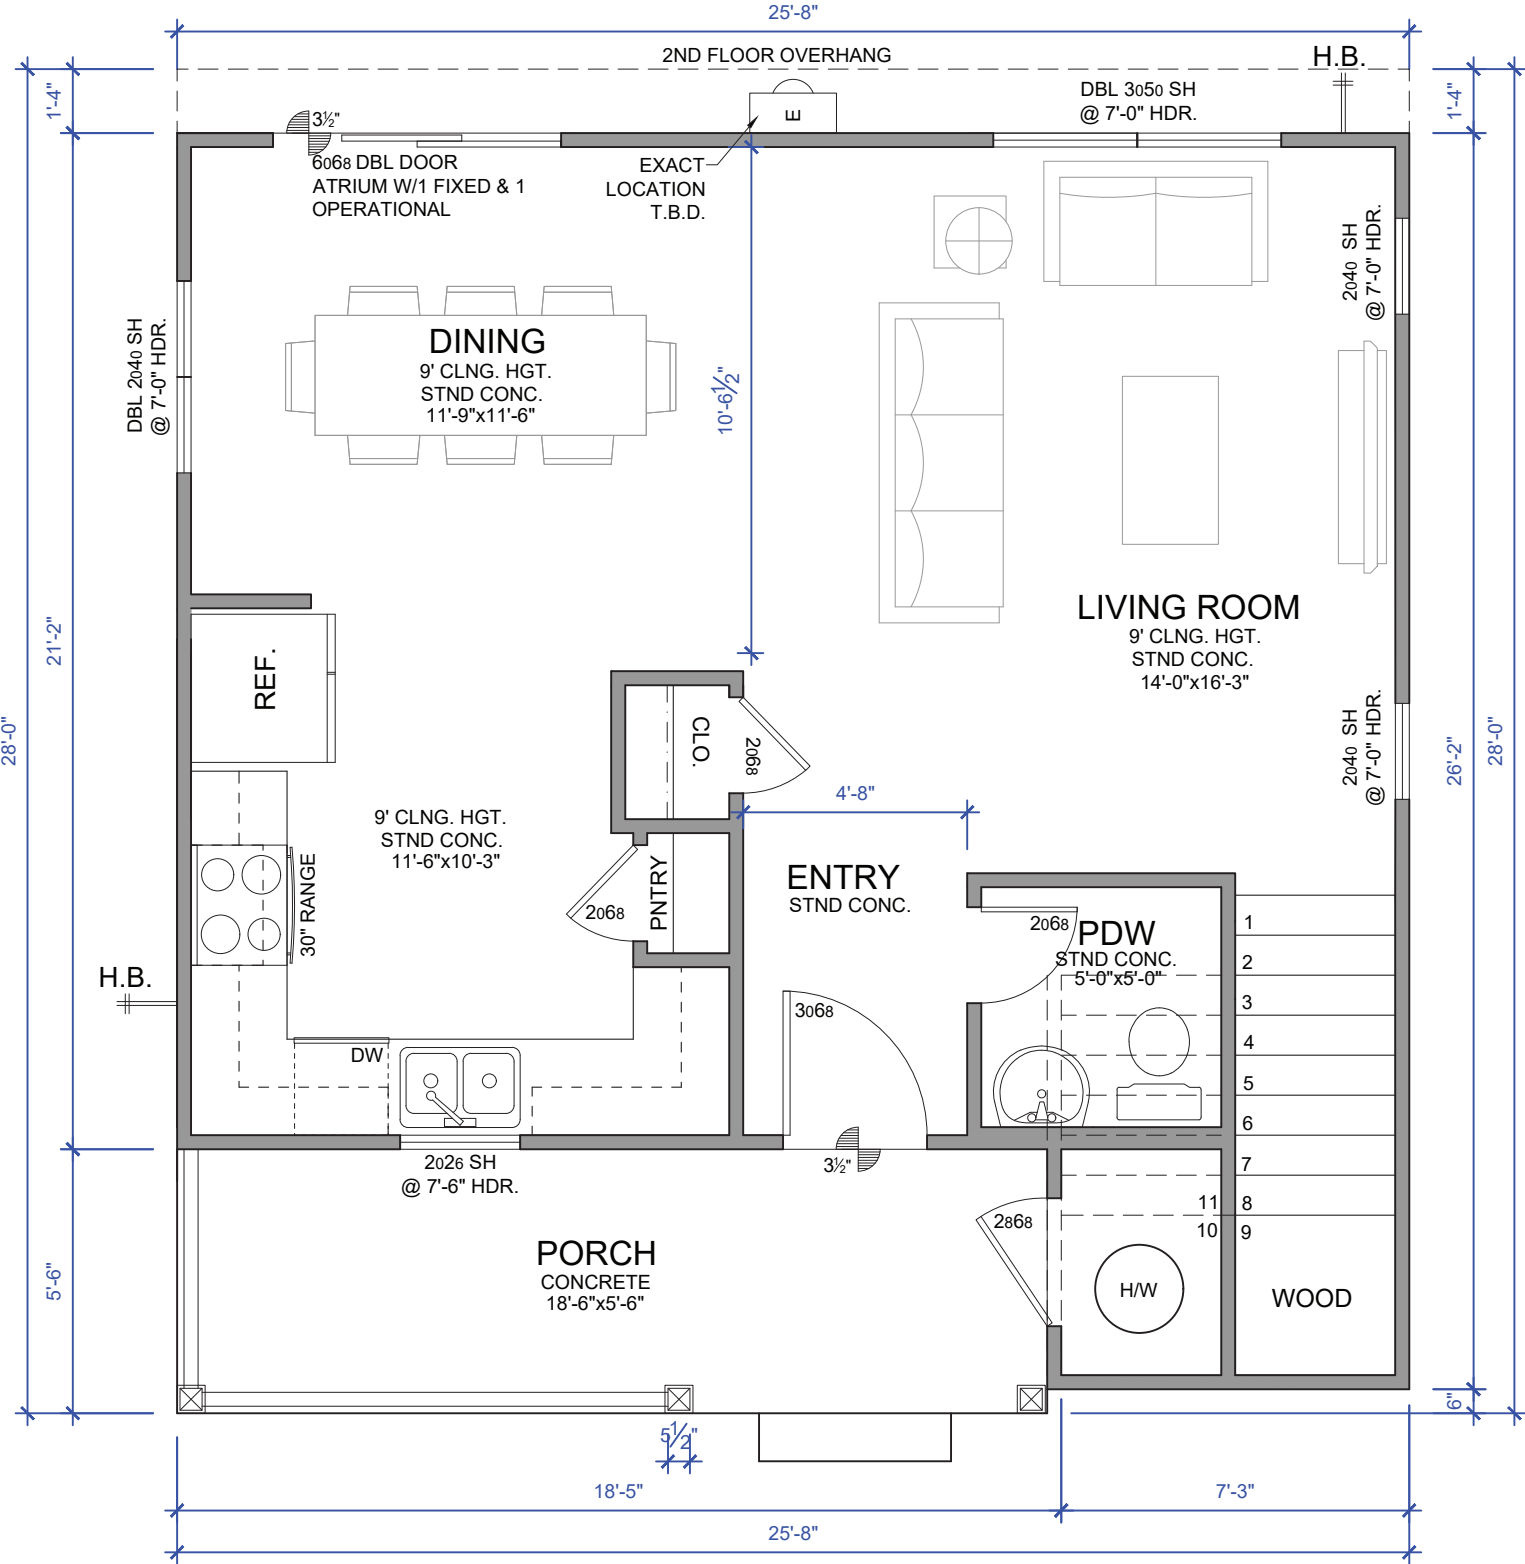 25'-8"
2ND FLOOR OVERHANG
H.B.
1'-4"
1'-4"
DBL 3050 SH
@ 7'-0" HDR.
3½"
E
6068 DBL DOOR
ATRIUM W/1 FIXED & 1
OPERATIONAL
EXACT
LOCATION
T.B.D.
2040 SH
@ 7'-0" HDR.
DBL 2040 SH
@ 7'-0" HDR.
DINING
9' CLNG. HGT.
STND CONC.
11'-9"x11'-6"
10'-6½"
LIVING ROOM
9' CLNG. HGT.
STND CONC.
14'-0"x16'-3"
21'-2"
28'-0"
REF.
CLO.
2068
2040 SH
@ 7'-0" HDR.
26'-2"
28'-0"
4'-8"
9' CLNG. HGT.
STND CONC.
11'-6"x10'-3"
30" RANGE
PNTRY
2068
ENTRY
STND CONC.
2068
PDW
STND CONC.
5'-0"x5'-0"
1
2
3
4
5
6
7
8
9
10
11
H.B.
3068
DW
2026 SH
@ 7'-6" HDR.
3½"
2868
PORCH
CONCRETE
18'-6"x5'-6"
5'-6"
H/W
WOOD
6"
5½"
18'-5"
7'-3"
25'-8"